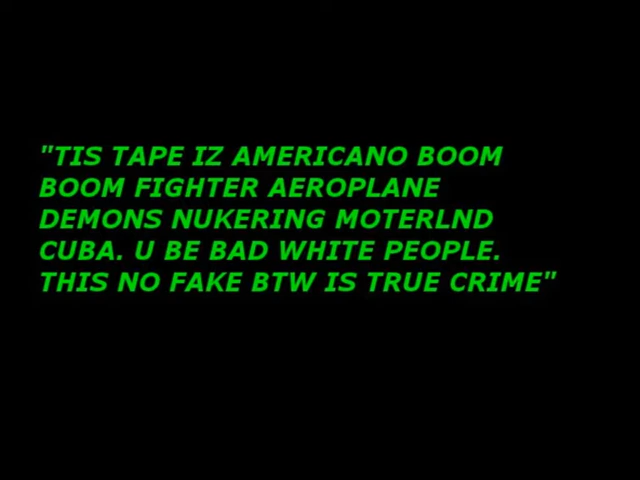 "TIS TAPE IZ AMERICANO BOOM
BOOM FIGHTER AEROPLANE
DEMONS NUKERING MOTERLND
CUBA. U BE BAD WHITE PEOPLE.
THIS NO FAKE BTW IS TRUE CRIME"